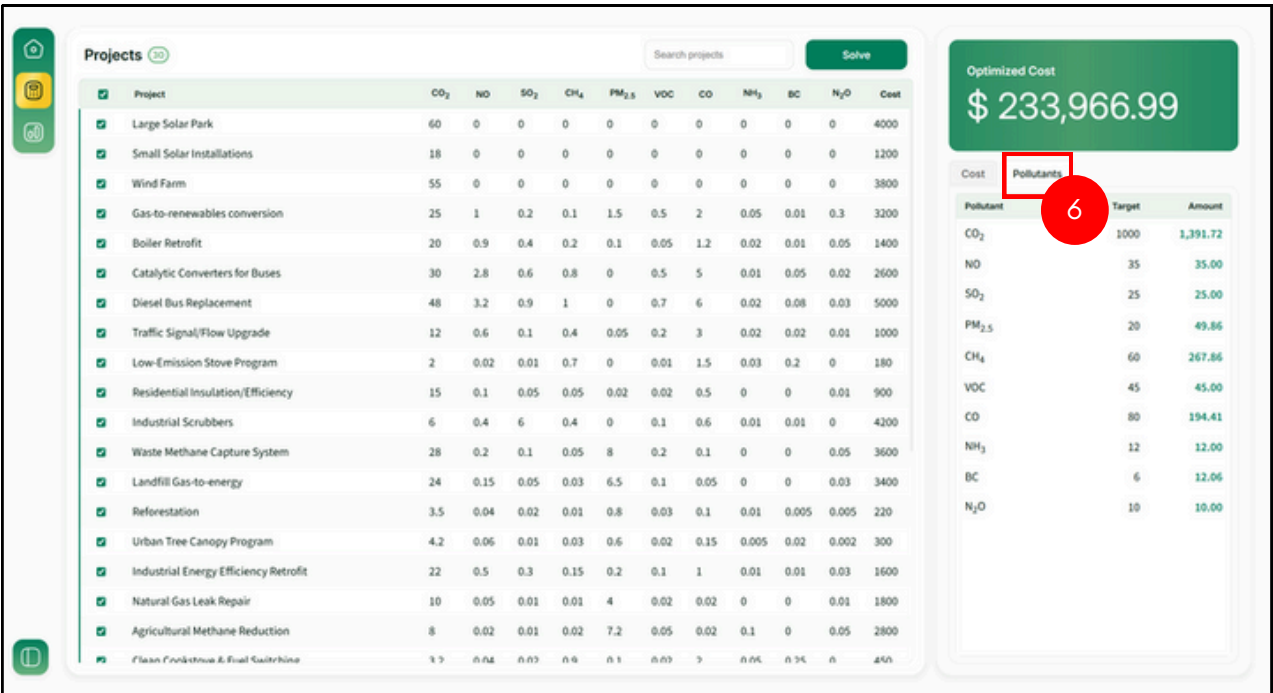 Projects 30 Search projects Solve
Project CO₂ NO SO₂ CH₄ PM₂.₅ VOC CO NH₃ BC N₂O Cost
Large Solar Park 60 0 0 0 0 0 0 0 0 0 4000
Small Solar Installations 18 0 0 0 0 0 0 0 0 0 1200
Wind Farm 55 0 0 0 0 0 0 0 0 0 3800
Gas-to-renewables conversion 25 1 0.2 0.1 1.5 0.5 2 0.05 0.01 0.3 3200
Boiler Retrofit 20 0.9 0.4 0.2 0.1 0.05 1.2 0.02 0.01 0.05 1400
Catalytic Converters for Buses 30 2.8 0.6 0.8 0 0.5 5 0.01 0.05 0.02 2600
Diesel Bus Replacement 48 3.2 0.9 1 0 0.7 6 0.02 0.08 0.03 5000
Traffic Signal/Flow Upgrade 12 0.6 0.1 0.4 0.05 0.2 3 0.02 0.02 0.01 1000
Low-Emission Stove Program 2 0.02 0.01 0.7 0 0.01 1.5 0.03 0.2 0 180
Residential Insulation/Efficiency 15 0.1 0.05 0.05 0.02 0.02 0.5 0 0 0.01 900
Industrial Scrubbers 6 0.4 6 0.4 0 0.1 0.6 0.01 0.01 0 4200
Waste Methane Capture System 28 0.2 0.1 0.05 8 0.2 0.1 0 0 0.05 3600
Landfill Gas-to-energy 24 0.15 0.05 0.03 6.5 0.1 0.05 0 0 0.03 3400
Reforestation 3.5 0.04 0.02 0.01 0.8 0.03 0.1 0.01 0.005 0.005 220
Urban Tree Canopy Program 4.2 0.06 0.01 0.03 0.6 0.02 0.15 0.005 0.02 0.002 300
Industrial Energy Efficiency Retrofit 22 0.5 0.3 0.15 0.2 0.1 1 0.01 0.01 0.03 1600
Natural Gas Leak Repair 10 0.05 0.01 0.01 4 0.02 0.02 0 0 0.01 1800
Agricultural Methane Reduction 8 0.02 0.01 0.02 7.2 0.05 0.02 0.1 0 0.05 2800
Clean Cookstove & Fuel Switching 3.2 0.04 0.02 0.9 0.1 0.02 2 0.05 0.25 0 450
Optimized Cost
$ 233,966.99
Cost Pollutants
6
Pollutant Target Amount
CO₂ 1000 1,391.72
NO 35 35.00
SO₂ 25 25.00
PM₂.₅ 20 49.86
CH₄ 60 267.86
VOC 45 45.00
CO 80 194.41
NH₃ 12 12.00
BC 6 12.06
N₂O 10 10.00